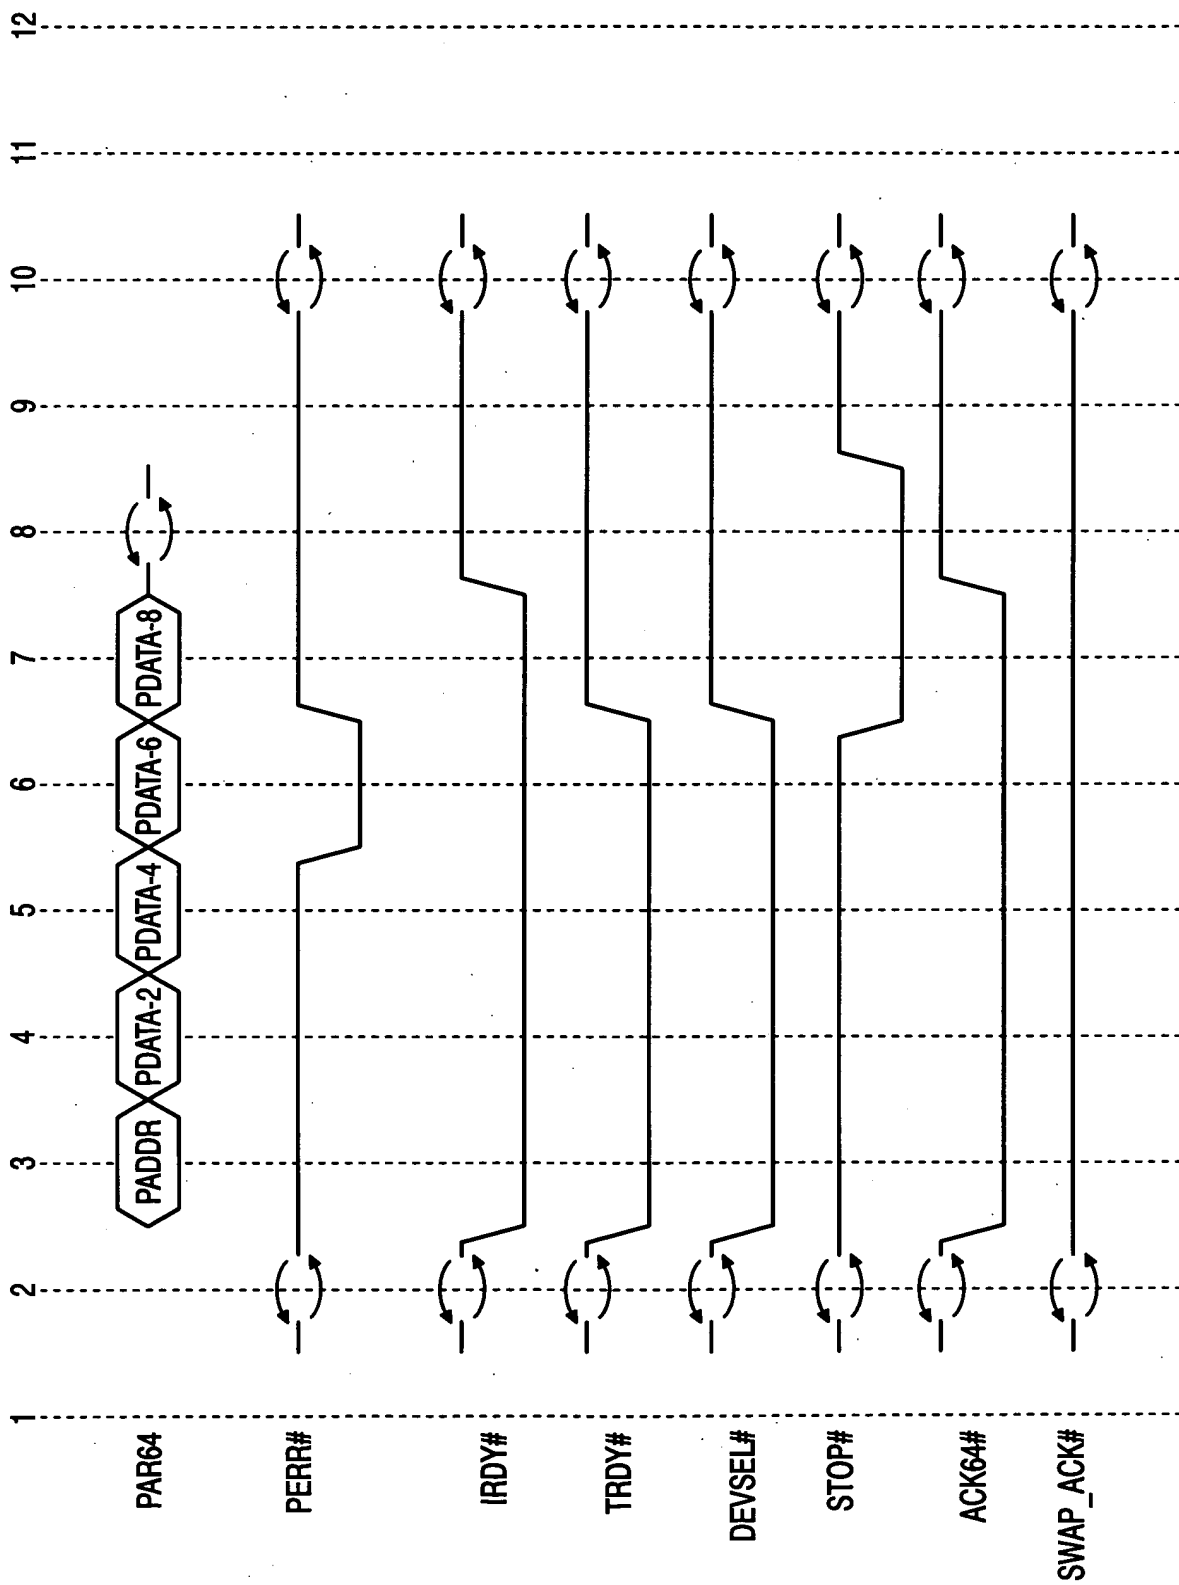 1 2 3 4 5 6 7 8 9 10 11 12
PAR64 PADDR PDATA-2 PDATA-4 PDATA-6 PDATA-8
PERR#
IRDY#
TRDY#
DEVSEL#
STOP#
ACK64#
SWAP_ACK#